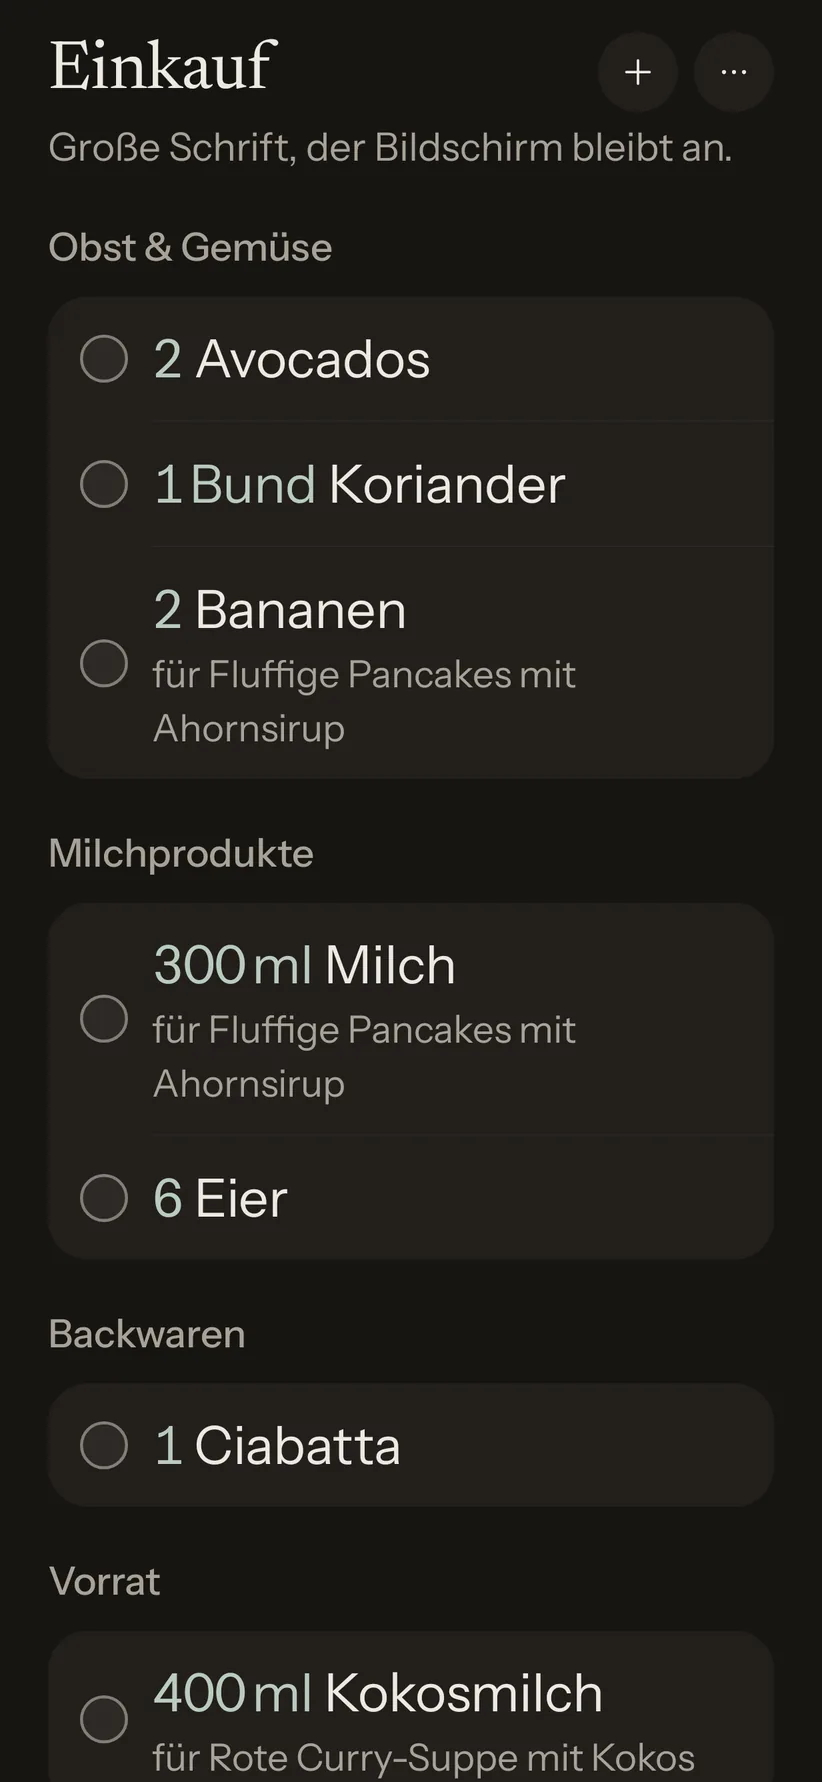 Einkauf
Große Schrift, der Bildschirm bleibt an.
Obst & Gemüse
2 Avocados
1 Bund Koriander
2 Bananen
für Fluffige Pancakes mit
Ahornsirup
Milchprodukte
300 ml Milch
für Fluffige Pancakes mit
Ahornsirup
6 Eier
Backwaren
1 Ciabatta
Vorrat
400 ml Kokosmilch
für Rote Curry-Suppe mit Kokos